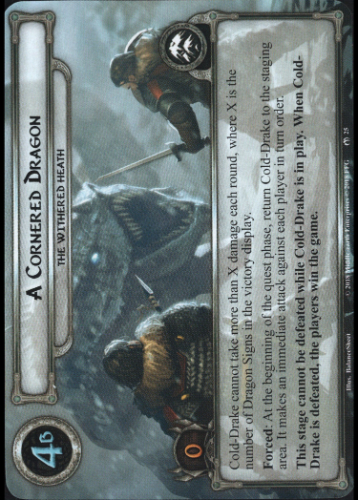 4B
A CORNERED DRAGON
THE WITHERED HEATH
0
Cold-Drake cannot take more than X damage each round, where X is the
number of Dragon Signs in the victory display.
Forced: At the beginning of the quest phase, return Cold-Drake to the staging
area. It makes an immediate attack against each player in turn order.
This stage cannot be defeated while Cold-Drake is in play. When Cold-
Drake is defeated, the players win the game.
Illus. BalanceSheet
© 2018 Middle-earth Enterprises © 2018 FFG
25